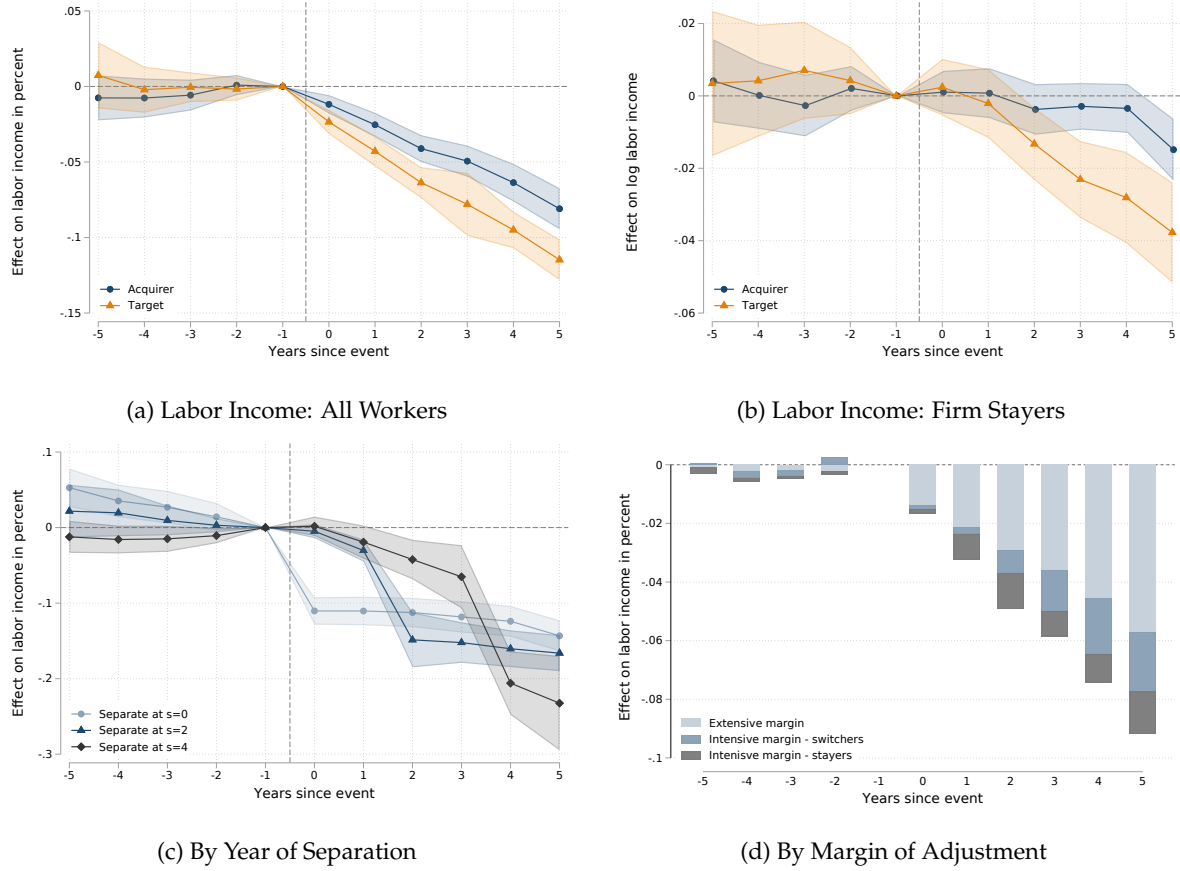 .05
0
-.05
-.1
-.15
Effect on labor income in percent
Acquirer
Target
-5 -4 -3 -2 -1 0 1 2 3 4 5
Years since event
(a) Labor Income: All Workers
.02
0
-.02
-.04
-.06
Effect on log labor income
Acquirer
Target
-5 -4 -3 -2 -1 0 1 2 3 4 5
Years since event
(b) Labor Income: Firm Stayers
.1
0
-.1
-.2
-.3
Effect on labor income in percent
Separate at s=0
Separate at s=2
Separate at s=4
-5 -4 -3 -2 -1 0 1 2 3 4 5
Years since event
(c) By Year of Separation
0
-.02
-.04
-.06
-.08
-.1
Effect on labor income in percent
Extensive margin
Intensive margin - switchers
Intenisve margin - stayers
-5 -4 -3 -2 -1 0 1 2 3 4 5
Years since event
(d) By Margin of Adjustment